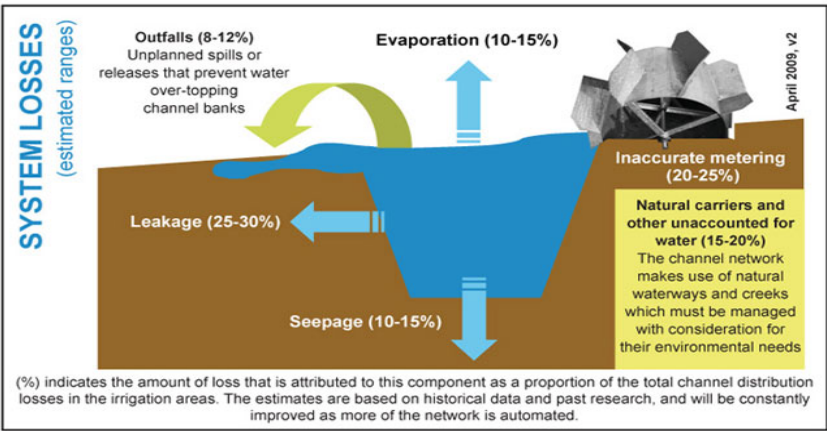 SYSTEM LOSSES
(estimated ranges)
Outfalls (8-12%)
Unplanned spills or
releases that prevent water
over-topping
channel banks
Evaporation (10-15%)
April 2009, v2
Inaccurate metering
(20-25%)
Leakage (25-30%)
Natural carriers and
other unaccounted for
water (15-20%)
The channel network
makes use of natural
waterways and creeks
which must be managed
with consideration for
their environmental needs
Seepage (10-15%)
(%) indicates the amount of loss that is attributed to this component as a proportion of the total channel distribution
losses in the irrigation areas. The estimates are based on historical data and past research, and will be constantly
improved as more of the network is automated.